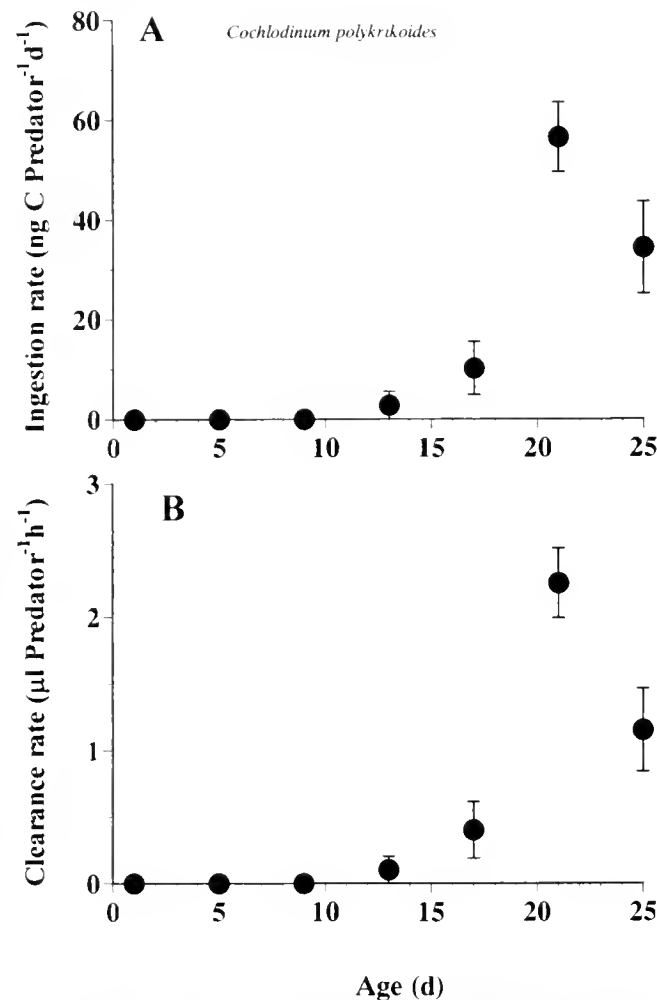 A
Cochlodinium polykrikoides
Ingestion rate (ng C Predator⁻¹d⁻¹)
80
60
40
20
0
0 5 10 15 20 25
B
Clearance rate (µl Predator⁻¹h⁻¹)
3
2
1
0
0 5 10 15 20 25
Age (d)